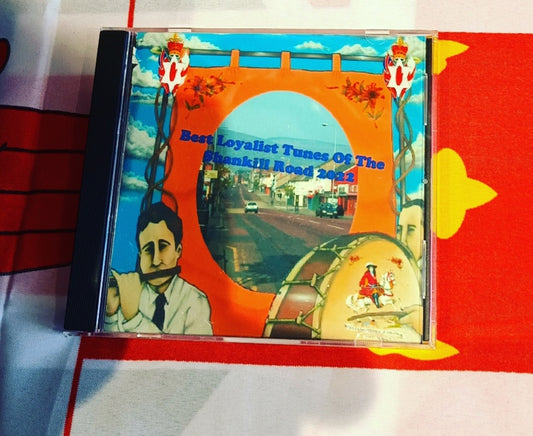 Best Loyalist Tunes Of The
Shankill Road 2022